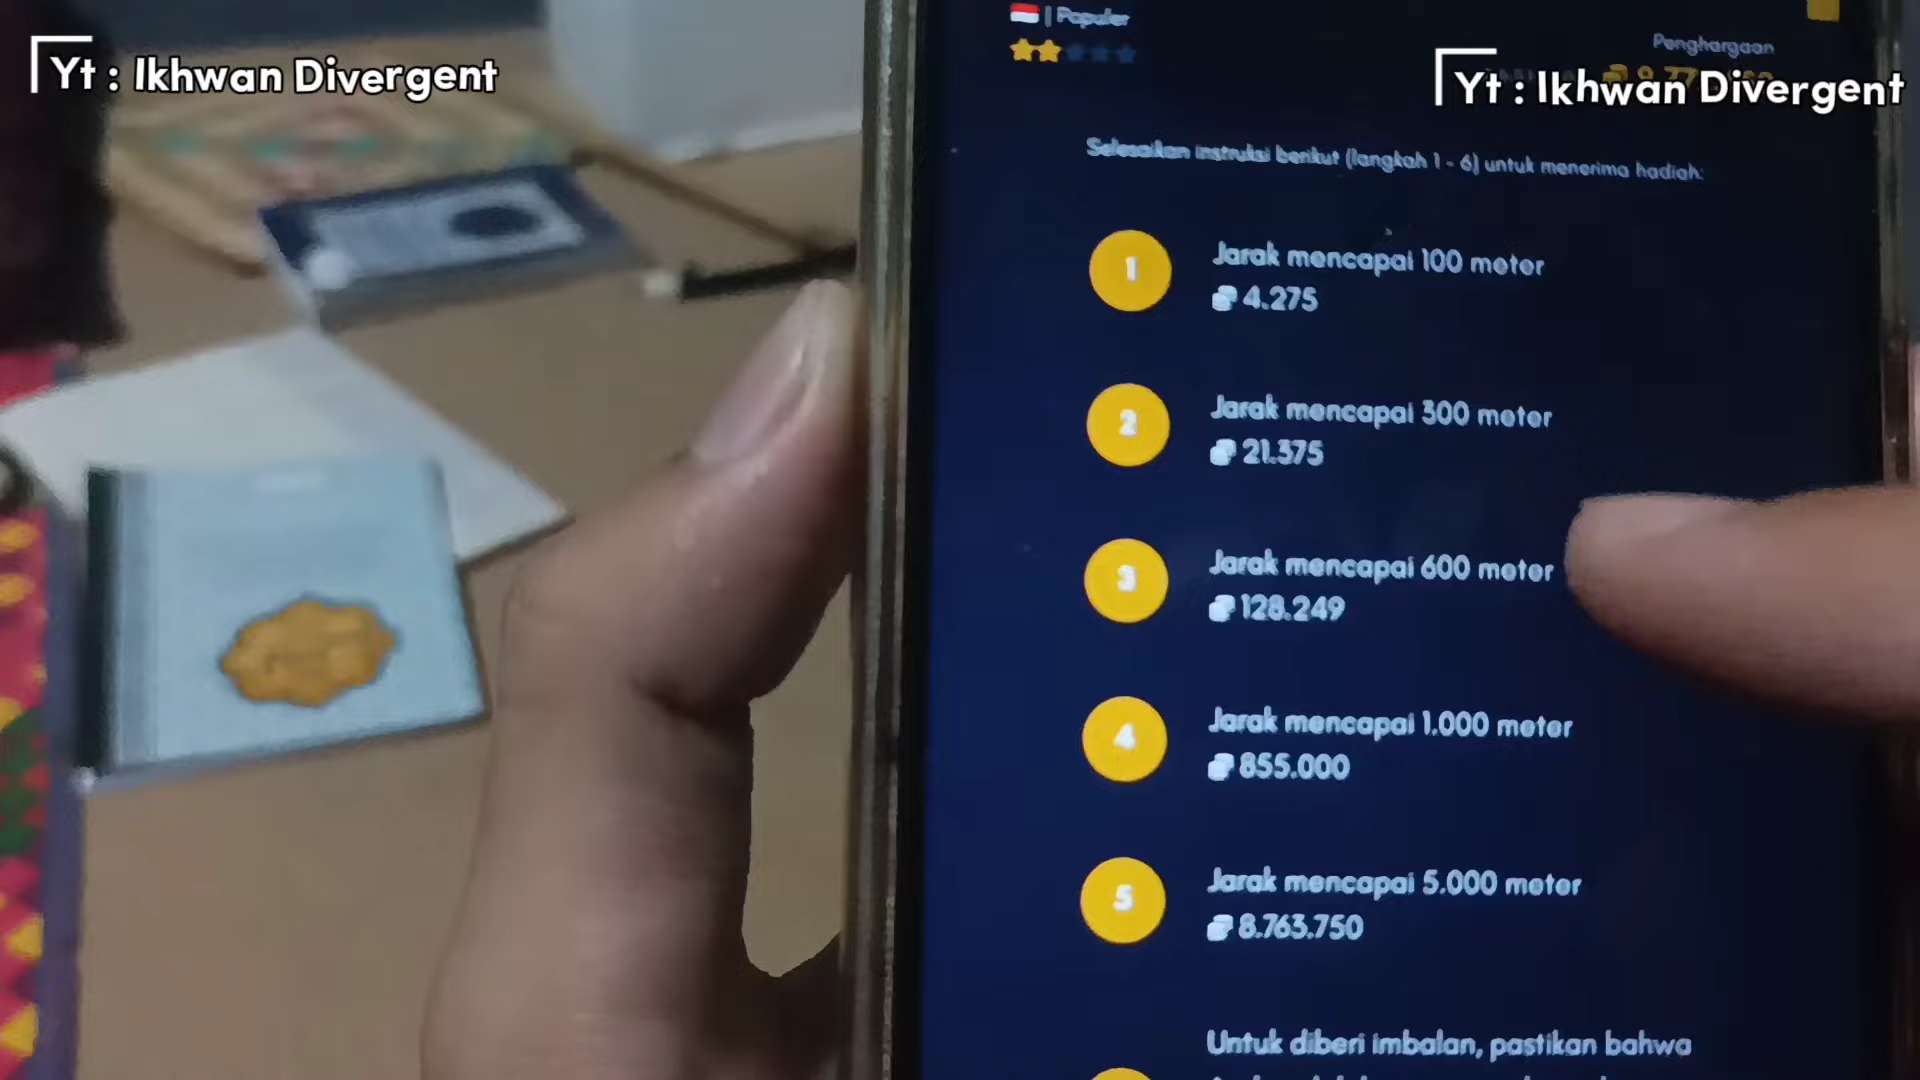 Yt : Ikhwan Divergent
| Populer
Penghargaan
Yt : Ikhwan Divergent
Selesaikan instruksi berikut (langkah 1 - 6) untuk menerima hadiah:
1
Jarak mencapai 100 meter
4.275
2
Jarak mencapai 300 meter
21.375
3
Jarak mencapai 600 meter
128.249
4
Jarak mencapai 1.000 meter
855.000
5
Jarak mencapai 5.000 meter
8.763.750
Untuk diberi imbalan, pastikan bahwa